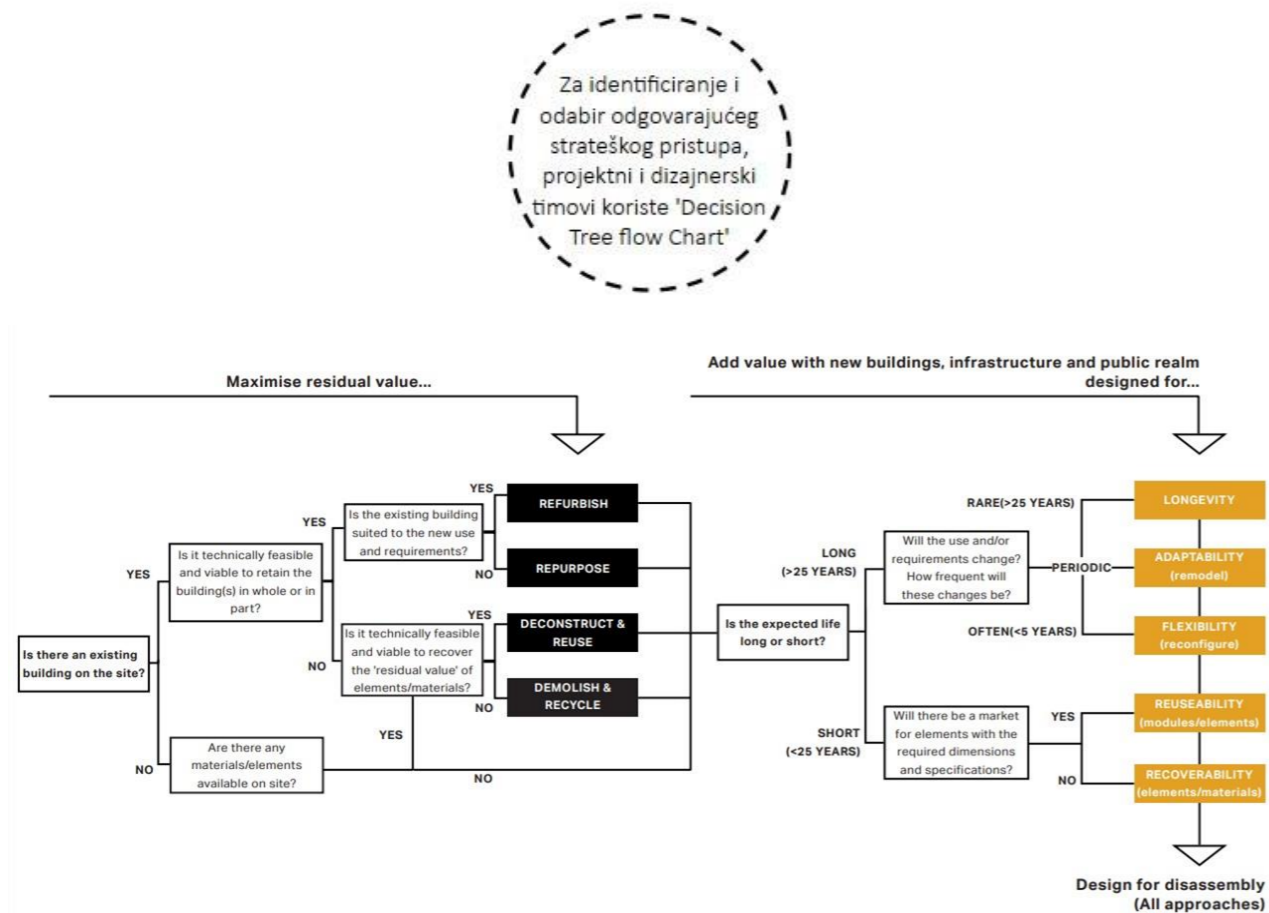 Za identificiranje i
odabir odgovarajućeg
strateškog pristupa,
projektni i dizajnerski
timovi koriste 'Decision
Tree flow Chart'
Maximise residual value...
Add value with new buildings, infrastructure and public realm
designed for...
Is there an existing
building on the site?
YES
NO
Is it technically feasible
and viable to retain the
building(s) in whole or in
part?
Are there any
materials/elements
available on site?
YES
NO
YES
NO
Is the existing building
suited to the new use
and requirements?
Is it technically feasible
and viable to recover
the 'residual value' of
elements/materials?
YES
NO
YES
NO
REFURBISH
REPURPOSE
DECONSTRUCT &
REUSE
DEMOLISH &
RECYCLE
Is the expected life
long or short?
LONG
(>25 YEARS)
SHORT
(<25 YEARS)
Will the use and/or
requirements change?
How frequent will
these changes be?
Will there be a market
for elements with the
required dimensions
and specifications?
RARE(>25 YEARS)
PERIODIC
OFTEN(<5 YEARS)
YES
NO
LONGEVITY
ADAPTABILITY
(remodel)
FLEXIBILITY
(reconfigure)
REUSEABILITY
(modules/elements)
RECOVERABILITY
(elements/materials)
Design for disassembly
(All approaches)